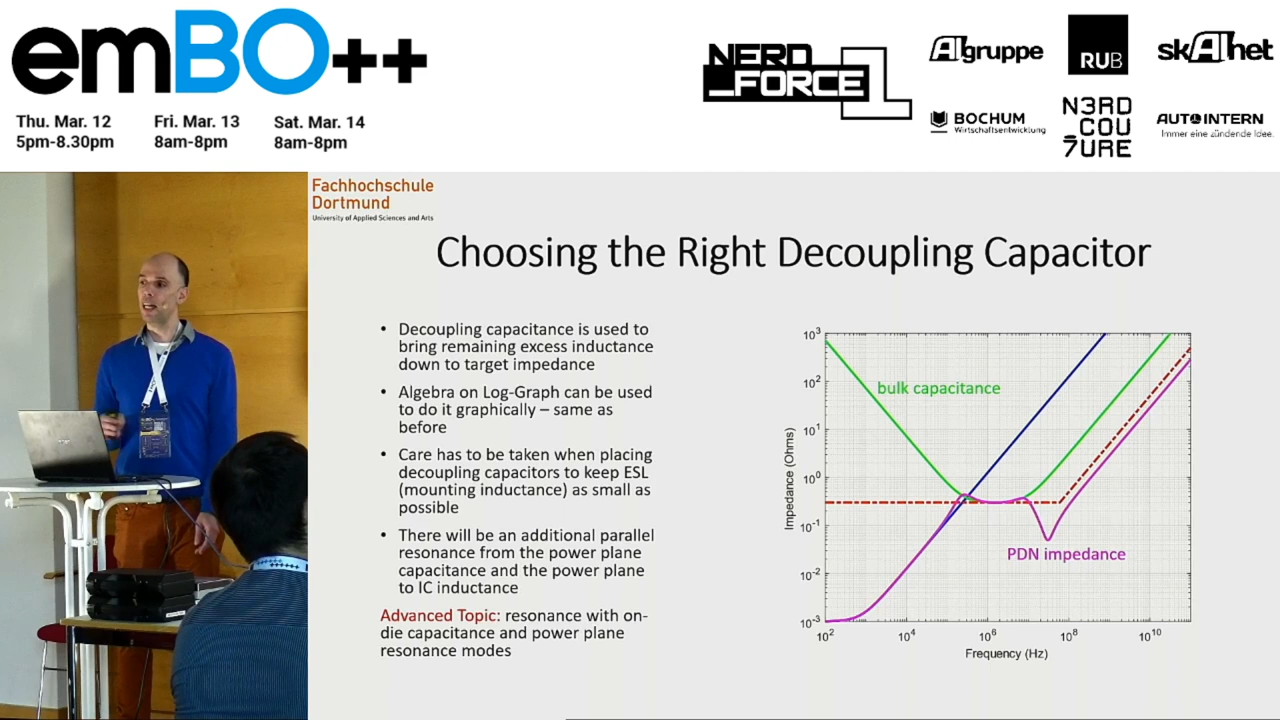 emBO++
Thu. Mar. 12
5pm-8.30pm
Fri. Mar. 13
8am-8pm
Sat. Mar. 14
8am-8pm
NERD
_FORCE1
AIgruppe
RUB
skAInet
BOCHUM
Wirtschaftsentwicklung
N3RD
COU
7URE
AUTOINTERN
Immer eine zündende Idee.
Fachhochschule
Dortmund
University of Applied Sciences and Arts
Choosing the Right Decoupling Capacitor
• Decoupling capacitance is used to
bring remaining excess inductance
down to target impedance
• Algebra on Log-Graph can be used
to do it graphically – same as
before
• Care has to be taken when placing
decoupling capacitors to keep ESL
(mounting inductance) as small as
possible
• There will be an additional parallel
resonance from the power plane
capacitance and the power plane
to IC inductance
Advanced Topic: resonance with on-
die capacitance and power plane
resonance modes
10³
10²
10¹
10⁰
10⁻¹
10⁻²
10⁻³
Impedance (Ohms)
bulk capacitance
PDN impedance
10² 10⁴ 10⁶ 10⁸ 10¹⁰
Frequency (Hz)